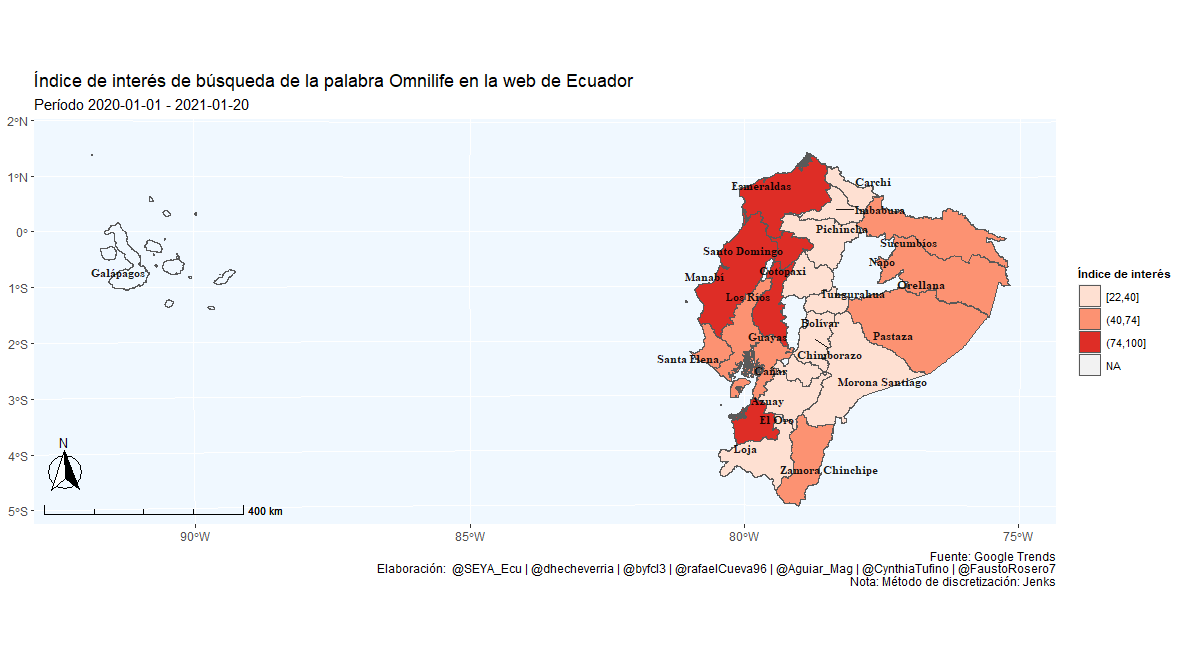 Índice de interés de búsqueda de la palabra Omnilife en la web de Ecuador
Período 2020-01-01 - 2021-01-20
2°N
1°N
0°
1°S
2°S
3°S
4°S
5°S
90°W
85°W
80°W
75°W
Galápagos
Esmeraldas
Carchi
Imbabura
Pichincha
Santo Domingo
Sucumbíos
Napo
Manabí
Cotopaxi
Orellana
Los Ríos
Tungurahua
Bolívar
Guayas
Pastaza
Santa Elena
Chimborazo
Cañar
Morona Santiago
Azuay
El Oro
Loja
Zamora Chinchipe
N
400 km
Índice de interés
[22,40]
(40,74]
(74,100]
NA
Fuente: Google Trends
Elaboración: @SEYA_Ecu | @dhecheverria | @byfcl3 | @rafaelCueva96 | @Aguiar_Mag | @CynthiaTufino | @FaustoRosero7
Nota: Método de discretización: Jenks